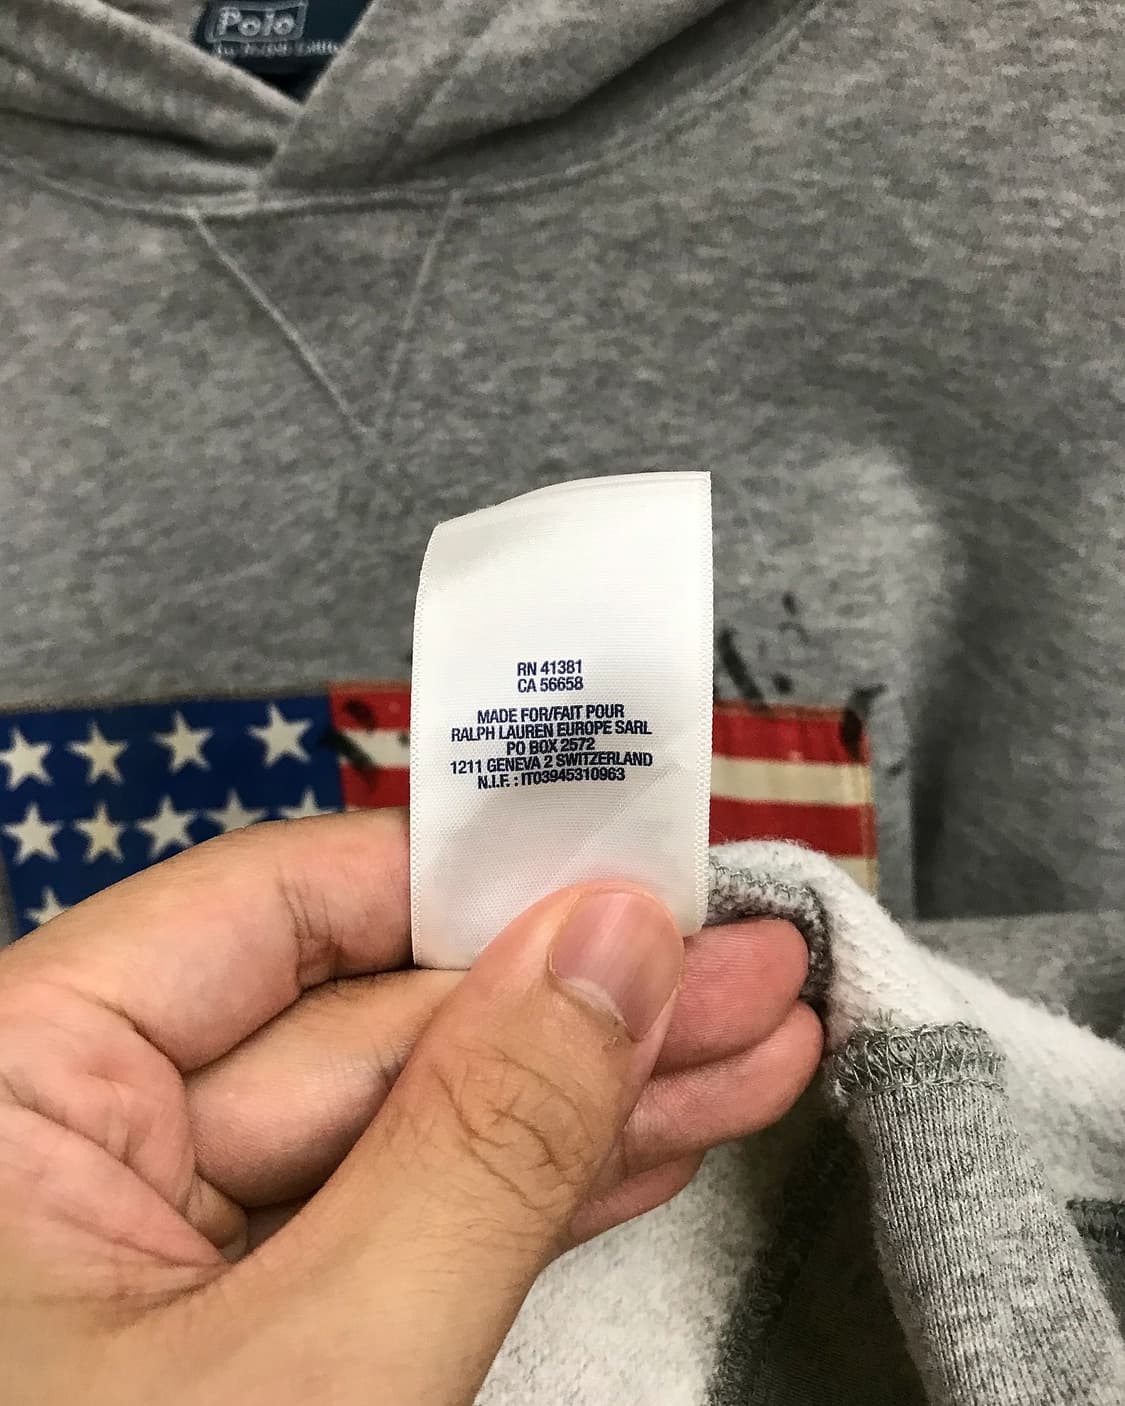 Polo
RN 41381
CA 56658
MADE FOR/FAIT POUR
RALPH LAUREN EUROPE SARL
PO BOX 2572
1211 GENEVA 2 SWITZERLAND
N.I.F. : IT03945310963